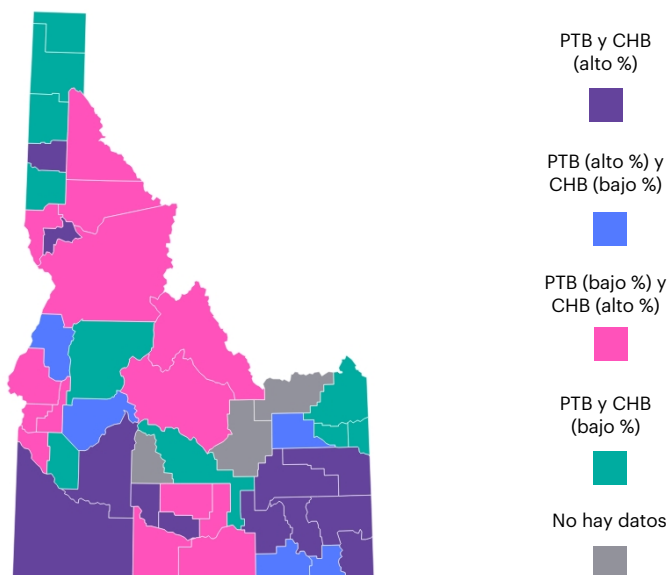 PTB y CHB
(alto %)
PTB (alto %) y
CHB (bajo %)
PTB (bajo %) y
CHB (alto %)
PTB y CHB
(bajo %)
No hay datos